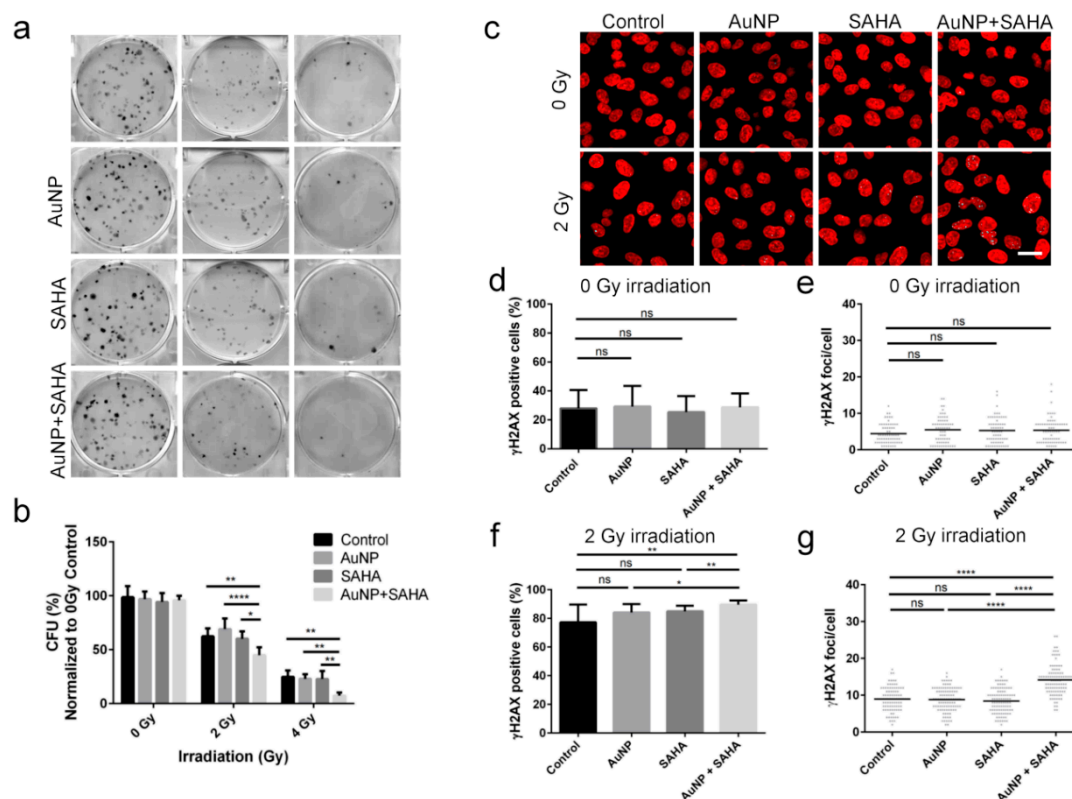 a
AuNP
SAHA
AuNP+SAHA
b
CFU (%)
Normalized to 0Gy Control
150
100
50
0
Control
AuNP
SAHA
AuNP+SAHA
**
****
*
**
**
**
0 Gy
2 Gy
4 Gy
Irradiation (Gy)
c
Control AuNP SAHA AuNP+SAHA
0 Gy
2 Gy
d
0 Gy irradiation
γH2AX positive cells (%)
100
80
60
40
20
0
ns
ns
ns
Control
AuNP
SAHA
AuNP + SAHA
e
0 Gy irradiation
γH2AX foci/cell
40
30
20
10
0
ns
ns
ns
Control
AuNP
SAHA
AuNP + SAHA
f
2 Gy irradiation
γH2AX positive cells (%)
100
80
60
40
20
0
**
ns **
ns *
Control
AuNP
SAHA
AuNP + SAHA
g
2 Gy irradiation
γH2AX foci/cell
40
30
20
10
0
****
ns ****
ns ****
Control
AuNP
SAHA
AuNP + SAHA